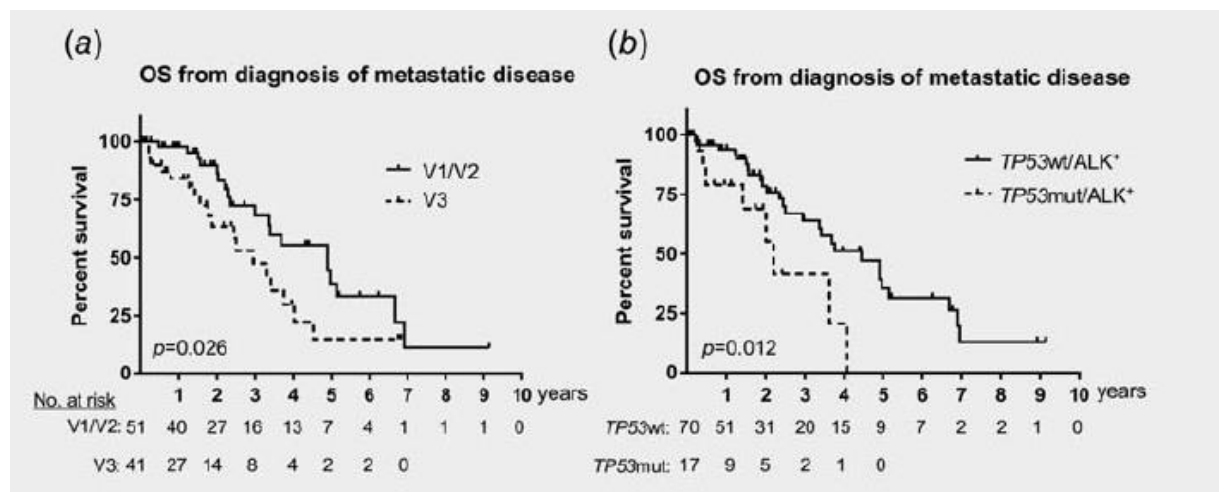 (a)
OS from diagnosis of metastatic disease
100
75
50
25
0
Percent survival
V1/V2
V3
p=0.026
1 2 3 4 5 6 7 8 9 10 years
No. at risk
V1/V2: 51 40 27 16 13 7 4 1 1 1 0
V3: 41 27 14 8 4 2 2 0
(b)
OS from diagnosis of metastatic disease
100
75
50
25
0
Percent survival
TP53wt/ALK⁺
TP53mut/ALK⁺
p=0.012
1 2 3 4 5 6 7 8 9 10 years
TP53wt: 70 51 31 20 15 9 7 2 2 1 0
TP53mut: 17 9 5 2 1 0